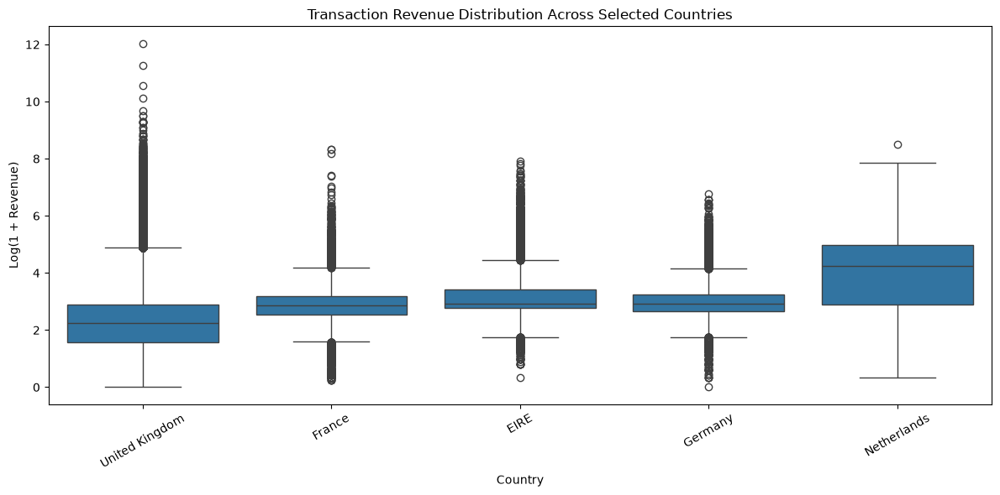 Transaction Revenue Distribution Across Selected Countries
Log(1 + Revenue)
12
10
8
6
4
2
0
United Kingdom
France
EIRE
Germany
Netherlands
Country